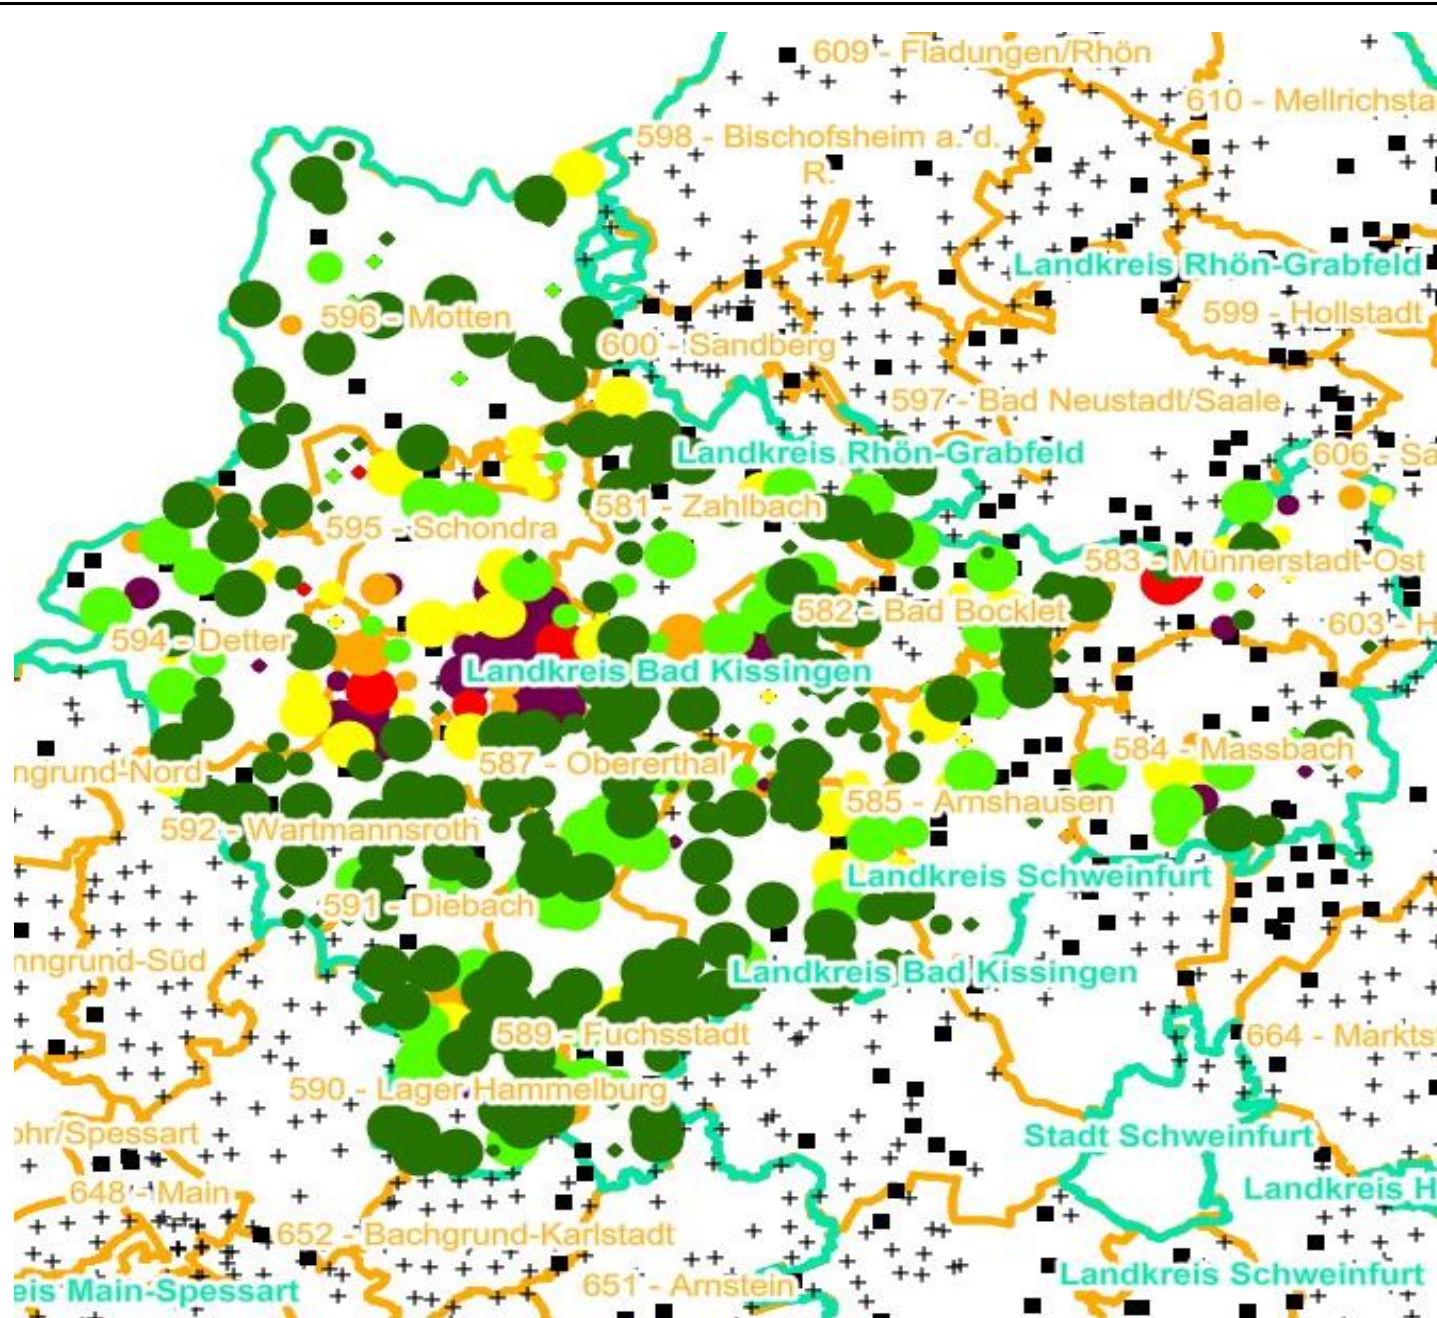 609 - Fladungen/Rhön
610 - Mellrichsta
598 - Bischofsheim a. d.
R.
Landkreis Rhön-Grabfeld
599 - Hollstadt
596 - Motten
600 - Sandberg
597 - Bad Neustadt/Saale
Landkreis Rhön-Grabfeld
606 - Sa
581 - Zahlbach
595 - Schondra
583 - Münnerstadt-Ost
582 - Bad Bocklet
603 - H
594 - Detter
Landkreis Bad Kissingen
584 - Massbach
587 - Obererthal
ngrund-Nord
585 - Arnshausen
592 - Wartmannsroth
Landkreis Schweinfurt
591 - Diebach
nngrund-Süd
Landkreis Bad Kissingen
589 - Fuchsstadt
664 - Markts
590 - Lager Hammelburg
ohr/Spessart
Stadt Schweinfurt
648 - Main
Landkreis H
652 - Bachgrund-Karlstadt
651 - Arnstein
Landkreis Schweinfurt
eis Main-Spessart